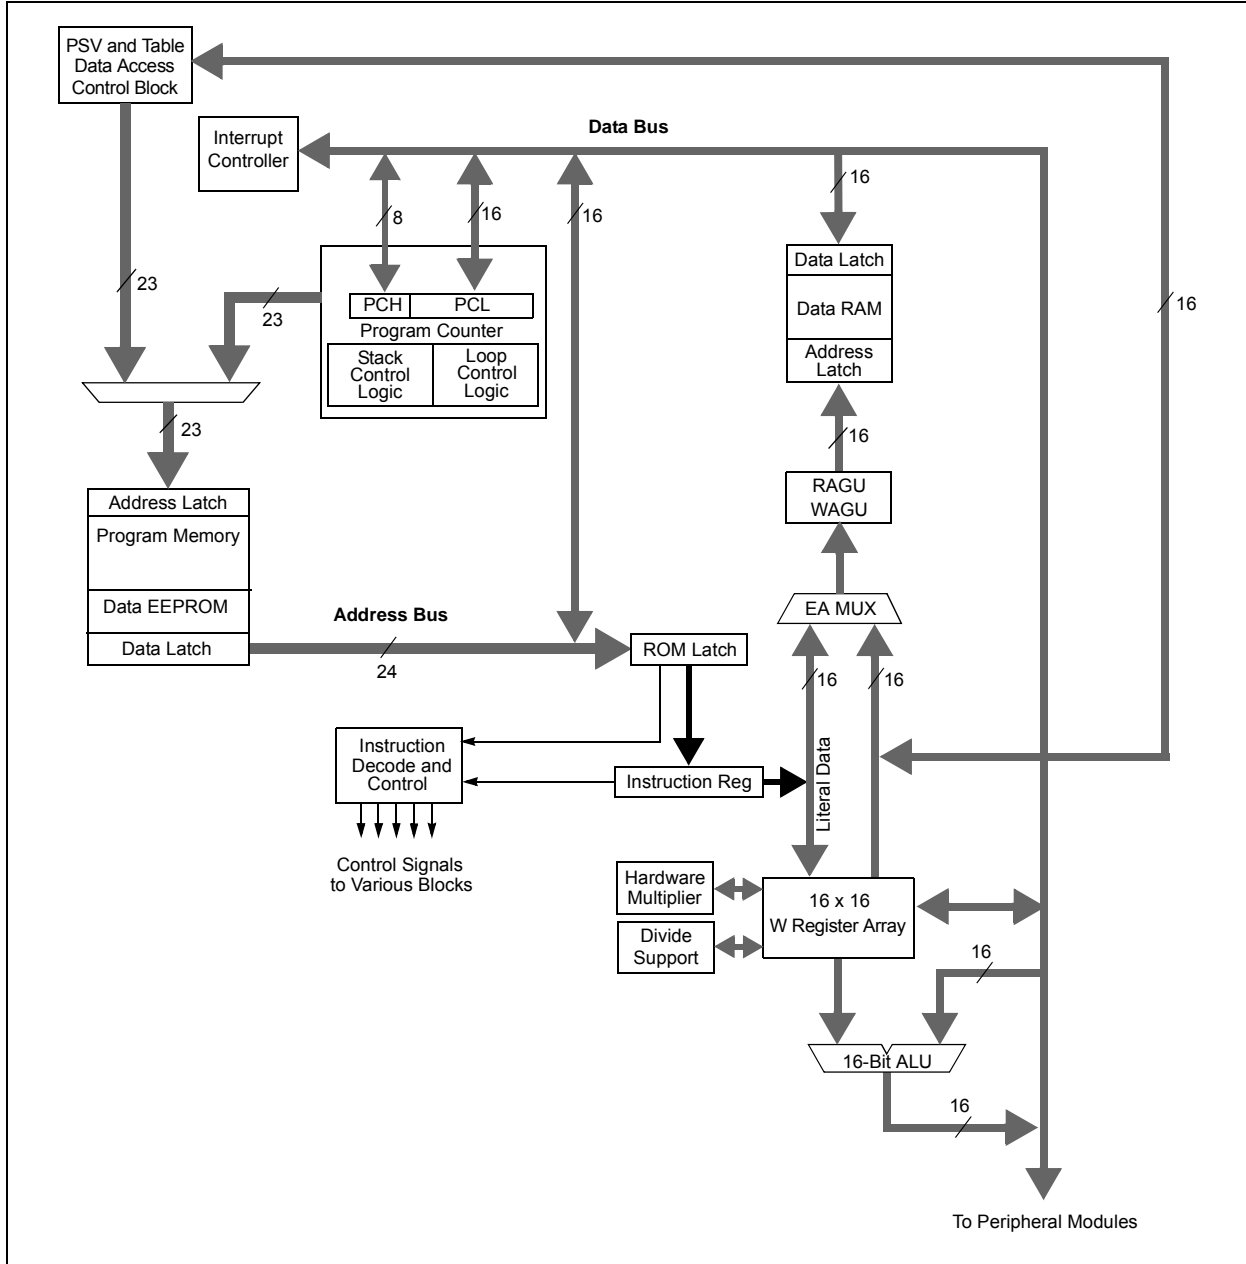 PSV and Table
Data Access
Control Block
Data Bus
Interrupt
Controller
16
8
16
16
Data Latch
Data RAM
Address
Latch
23
23
PCH
PCL
Program Counter
Stack
Control
Logic
Loop
Control
Logic
16
23
16
Address Latch
Program Memory
Data EEPROM
Data Latch
RAGU
WAGU
EA MUX
Address Bus
24
ROM Latch
16
16
Instruction
Decode and
Control
Instruction Reg
Literal Data
Control Signals
to Various Blocks
Hardware
Multiplier
16 x 16
W Register Array
Divide
Support
16
16-Bit ALU
16
To Peripheral Modules